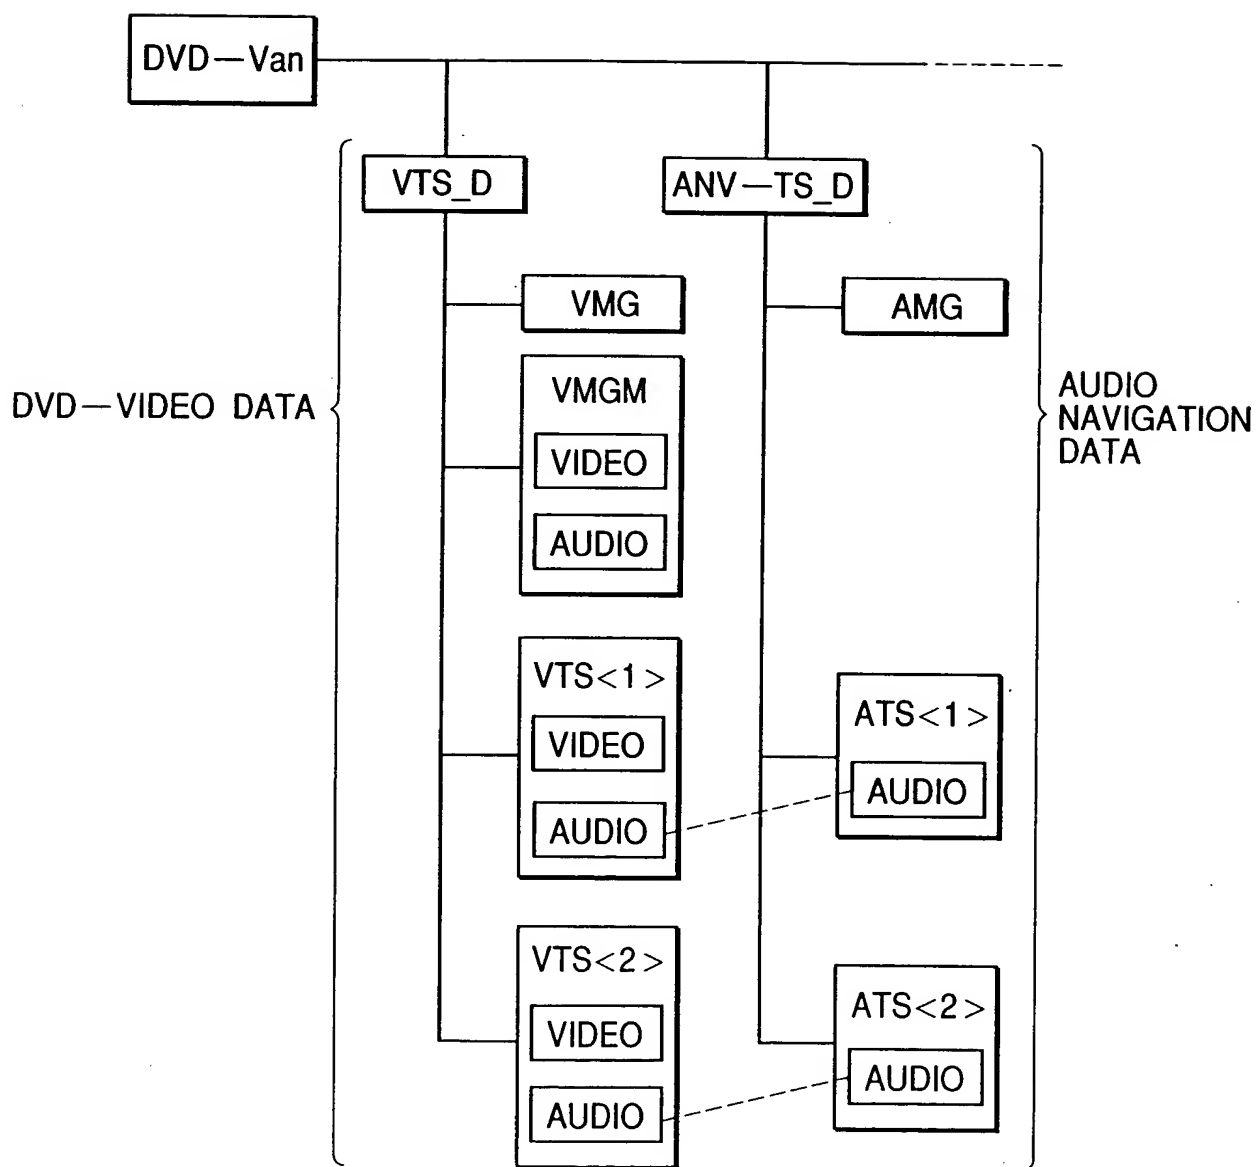 DVD—Van
VTS_D
ANV—TS_D
VMG
AMG
VMGM
VIDEO
AUDIO
DVD—VIDEO DATA
AUDIO
NAVIGATION
DATA
VTS<1>
VIDEO
AUDIO
ATS<1>
AUDIO
VTS<2>
VIDEO
AUDIO
ATS<2>
AUDIO